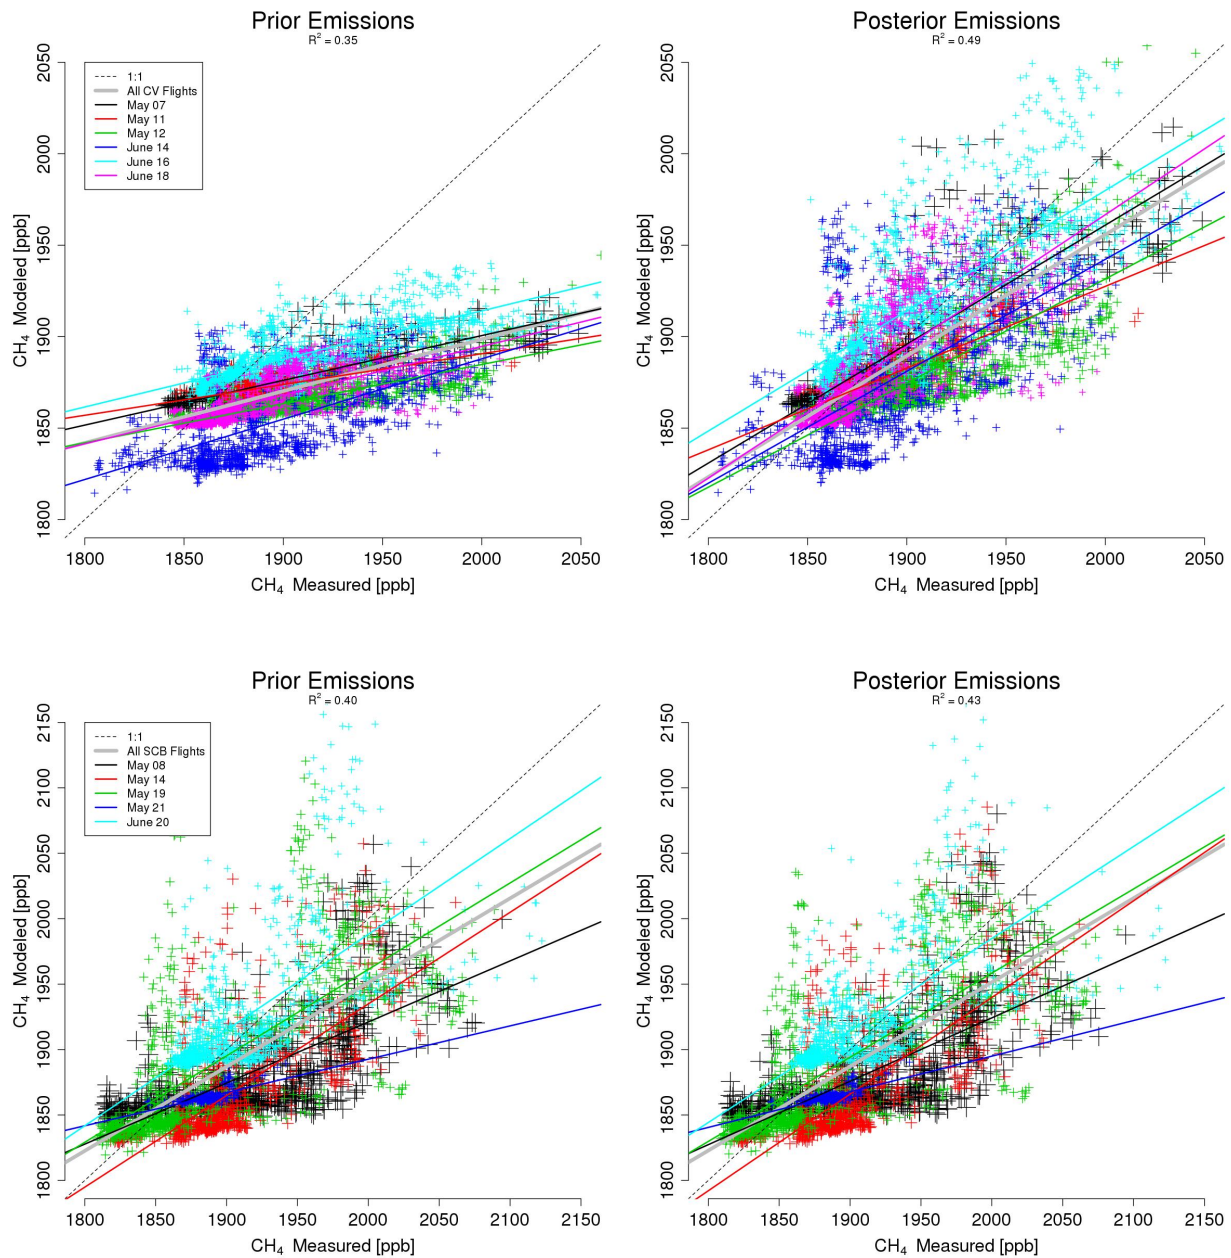 Prior Emissions
R² = 0.35
1:1
All CV Flights
May 07
May 11
May 12
June 14
June 16
June 18
CH₄ Modeled [ppb]
1800 1850 1900 1950 2000 2050
1800 1850 1900 1950 2000 2050
CH₄ Measured [ppb]
Posterior Emissions
R² = 0.49
CH₄ Modeled [ppb]
1800 1850 1900 1950 2000 2050
1800 1850 1900 1950 2000 2050
CH₄ Measured [ppb]
Prior Emissions
R² = 0.40
1:1
All SCB Flights
May 08
May 14
May 19
May 21
June 20
CH₄ Modeled [ppb]
1800 1850 1900 1950 2000 2050 2100 2150
1800 1850 1900 1950 2000 2050 2100 2150
CH₄ Measured [ppb]
Posterior Emissions
R² = 0.43
CH₄ Modeled [ppb]
1800 1850 1900 1950 2000 2050 2100 2150
1800 1850 1900 1950 2000 2050 2100 2150
CH₄ Measured [ppb]